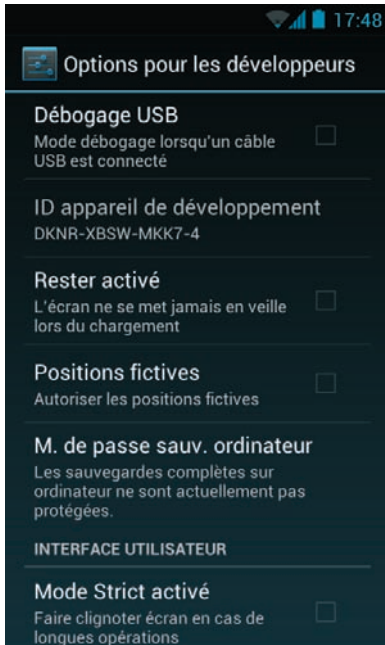 17:48
Options pour les développeurs
Débogage USB
Mode débogage lorsqu'un câble
USB est connecté
ID appareil de développement
DKNR-XBSW-MKK7-4
Rester activé
L'écran ne se met jamais en veille
lors du chargement
Positions fictives
Autoriser les positions fictives
M. de passe sauv. ordinateur
Les sauvegardes complètes sur
ordinateur ne sont actuellement pas
protégées.
INTERFACE UTILISATEUR
Mode Strict activé
Faire clignoter écran en cas de
longues opérations